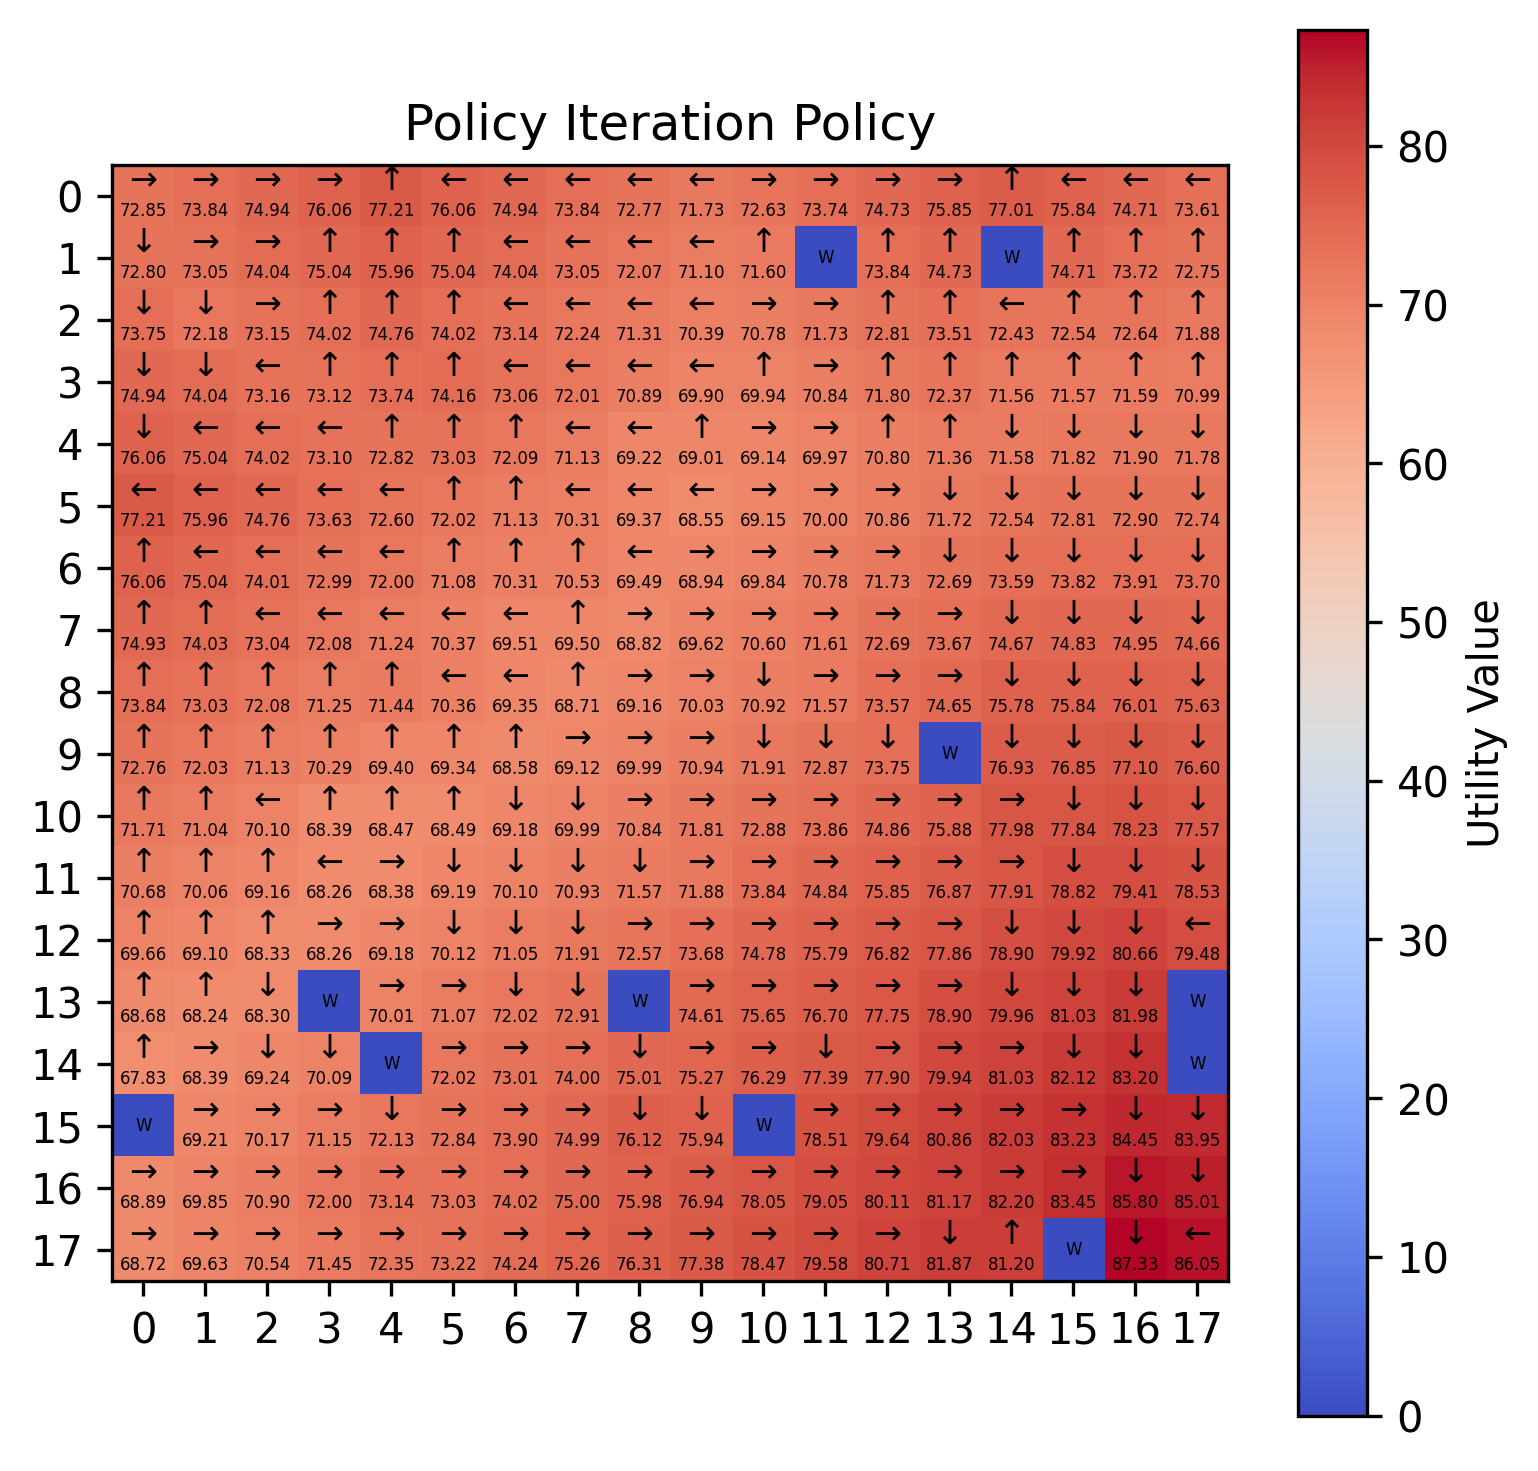 Policy Iteration Policy
0 → → → → ↑ ← ← ← ← ← → → → → ↑ ← ← ←
72.85 73.84 74.94 76.06 77.21 76.06 74.94 73.84 72.77 71.73 72.63 73.74 74.73 75.85 77.01 75.84 74.71 73.61
1 ↓ → → ↑ ↑ ↑ ← ← ← ← ↑ W ↑ ↑ W ↑ ↑ ↑
72.80 73.05 74.04 75.04 75.96 75.04 74.04 73.05 72.07 71.10 71.60 73.84 74.73 74.71 73.72 72.75
2 ↓ ↓ → ↑ ↑ ↑ ← ← ← ← → → ↑ ↑ ← ↑ ↑ ↑
73.75 72.18 73.15 74.02 74.76 74.02 73.14 72.24 71.31 70.39 70.78 71.73 72.81 73.51 72.43 72.54 72.64 71.88
3 ↓ ↓ ← ↑ ↑ ↑ ← ← ← ← ↑ → ↑ ↑ ↑ ↑ ↑ ↑
74.94 74.04 73.16 73.12 73.74 74.16 73.06 72.01 70.89 69.90 69.94 70.84 71.80 72.37 71.56 71.57 71.59 70.99
4 ↓ ← ← ← ↑ ↑ ↑ ← ← ↑ → → ↑ ↑ ↓ ↓ ↓ ↓
76.06 75.04 74.02 73.10 72.82 73.03 72.09 71.13 69.22 69.01 69.14 69.97 70.80 71.36 71.58 71.82 71.90 71.78
5 ← ← ← ← ← ↑ ↑ ← ← ← → → → ↓ ↓ ↓ ↓ ↓
77.21 75.96 74.76 73.63 72.60 72.02 71.13 70.31 69.37 68.55 69.15 70.00 70.86 71.72 72.54 72.81 72.90 72.74
6 ↑ ← ← ← ← ↑ ↑ ↑ ← → → → → ↓ ↓ ↓ ↓ ↓
76.06 75.04 74.01 72.99 72.00 71.08 70.31 70.53 69.49 68.94 69.84 70.78 71.73 72.69 73.59 73.82 73.91 73.70
7 ↑ ↑ ← ← ← ← ← ↑ → → → → → → ↓ ↓ ↓ ↓
74.93 74.03 73.04 72.08 71.24 70.37 69.51 69.50 68.82 69.62 70.60 71.61 72.69 73.67 74.67 74.83 74.95 74.66
8 ↑ ↑ ↑ ↑ ↑ ← ← ↑ → → ↓ → → → ↓ ↓ ↓ ↓
73.84 73.03 72.08 71.25 71.44 70.36 69.35 68.71 69.16 70.03 70.92 71.57 73.57 74.65 75.78 75.84 76.01 75.63
9 ↑ ↑ ↑ ↑ ↑ ↑ ↑ → → → ↓ ↓ ↓ W ↓ ↓ ↓ ↓
72.76 72.03 71.13 70.29 69.40 69.34 68.58 69.12 69.99 70.94 71.91 72.87 73.75 76.93 76.85 77.10 76.60
10 ↑ ↑ ← ↑ ↑ ↑ ↓ ↓ → → → → → → → ↓ ↓ ↓
71.71 71.04 70.10 68.39 68.47 68.49 69.18 69.99 70.84 71.81 72.88 73.86 74.86 75.88 77.98 77.84 78.23 77.57
11 ↑ ↑ ↑ ← → ↓ ↓ ↓ ↓ → → → → → → ↓ ↓ ↓
70.68 70.06 69.16 68.26 68.38 69.19 70.10 70.93 71.57 71.88 73.84 74.84 75.85 76.87 77.91 78.82 79.41 78.53
12 ↑ ↑ ↑ → → ↓ ↓ ↓ → → → → → → ↓ ↓ ↓ ←
69.66 69.10 68.33 68.26 69.18 70.12 71.05 71.91 72.57 73.68 74.78 75.79 76.82 77.86 78.90 79.92 80.66 79.48
13 ↑ ↑ ↓ W → → ↓ ↓ W → → → → → ↓ ↓ ↓ W
68.68 68.24 68.30 70.01 71.07 72.02 72.91 74.61 75.65 76.70 77.75 78.90 79.96 81.03 81.98
14 ↑ → ↓ ↓ W → → → ↓ → → ↓ → → → ↓ ↓ W
67.83 68.39 69.24 70.09 72.02 73.01 74.00 75.01 75.27 76.29 77.39 77.90 79.94 81.03 82.12 83.20
15 W → → → ↓ → → → ↓ ↓ W → → → → → ↓ ↓
69.21 70.17 71.15 72.13 72.84 73.90 74.99 76.12 75.94 78.51 79.64 80.86 82.03 83.23 84.45 83.95
16 → → → → → → → → → → → → → → → → ↓ ↓
68.89 69.85 70.90 72.00 73.14 73.03 74.02 75.00 75.98 76.94 78.05 79.05 80.11 81.17 82.20 83.45 85.80 85.01
17 → → → → → → → → → → → → → ↓ ↑ W ↓ ←
68.72 69.63 70.54 71.45 72.35 73.22 74.24 75.26 76.31 77.38 78.47 79.58 80.71 81.87 81.20 87.33 86.05
0 1 2 3 4 5 6 7 8 9 10 11 12 13 14 15 16 17
80
70
60
50
40
30
20
10
0
Utility Value